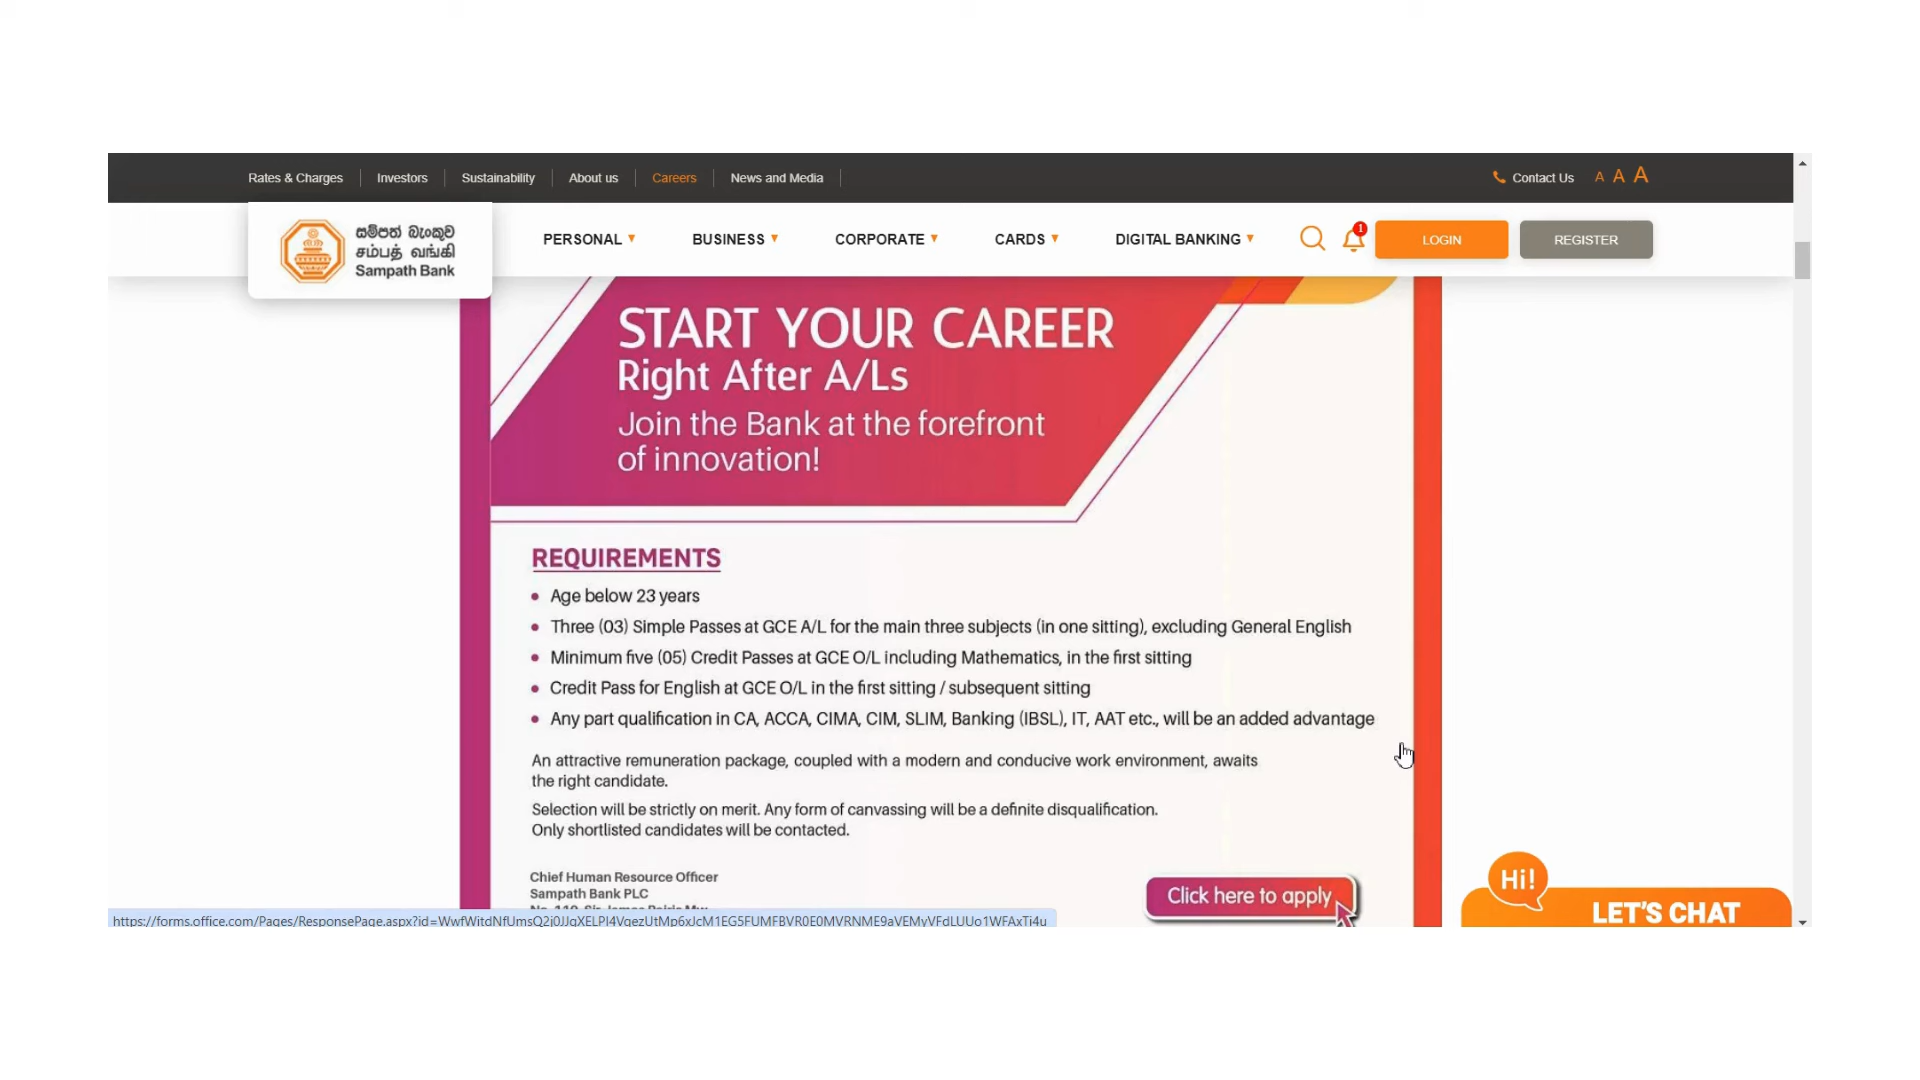 Rates & Charges
Investors
Sustainability
About us
Careers
News and Media
Contact Us
A A A
සම්පත් බැංකුව
சம்பத் வங்கி
Sampath Bank
PERSONAL
BUSINESS
CORPORATE
CARDS
DIGITAL BANKING
1
LOGIN
REGISTER
START YOUR CAREER
Right After A/Ls
Join the Bank at the forefront
of innovation!
REQUIREMENTS
• Age below 23 years
• Three (03) Simple Passes at GCE A/L for the main three subjects (in one sitting), excluding General English
• Minimum five (05) Credit Passes at GCE O/L including Mathematics, in the first sitting
• Credit Pass for English at GCE O/L in the first sitting / subsequent sitting
• Any part qualification in CA, ACCA, CIMA, CIM, SLIM, Banking (IBSL), IT, AAT etc., will be an added advantage
An attractive remuneration package, coupled with a modern and conducive work environment, awaits
the right candidate.
Selection will be strictly on merit. Any form of canvassing will be a definite disqualification.
Only shortlisted candidates will be contacted.
Chief Human Resource Officer
Sampath Bank PLC
No. 110, Sir James Peiris Mw
Click here to apply
Hi!
LET'S CHAT